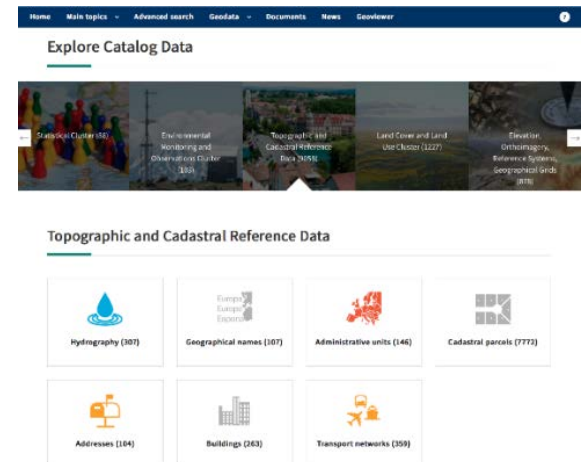 Home Main topics Advanced search Geodata Documents News Geoviewer
Explore Catalog Data
Statistical Cluster (88)
Environmental
Monitoring and
Observations Cluster
Topographic and
Cadastral Reference
Land Cover and Land
Use Cluster (1227)
Elevation,
Orthoimagery,
Reference Systems,
Geographical Grids
Topographic and Cadastral Reference Data
Europa
Hydrography (307)
Geographical names (107)
Administrative units (146)
Cadastral parcels (7772)
Addresses (104)
Buildings (263)
Transport networks (359)